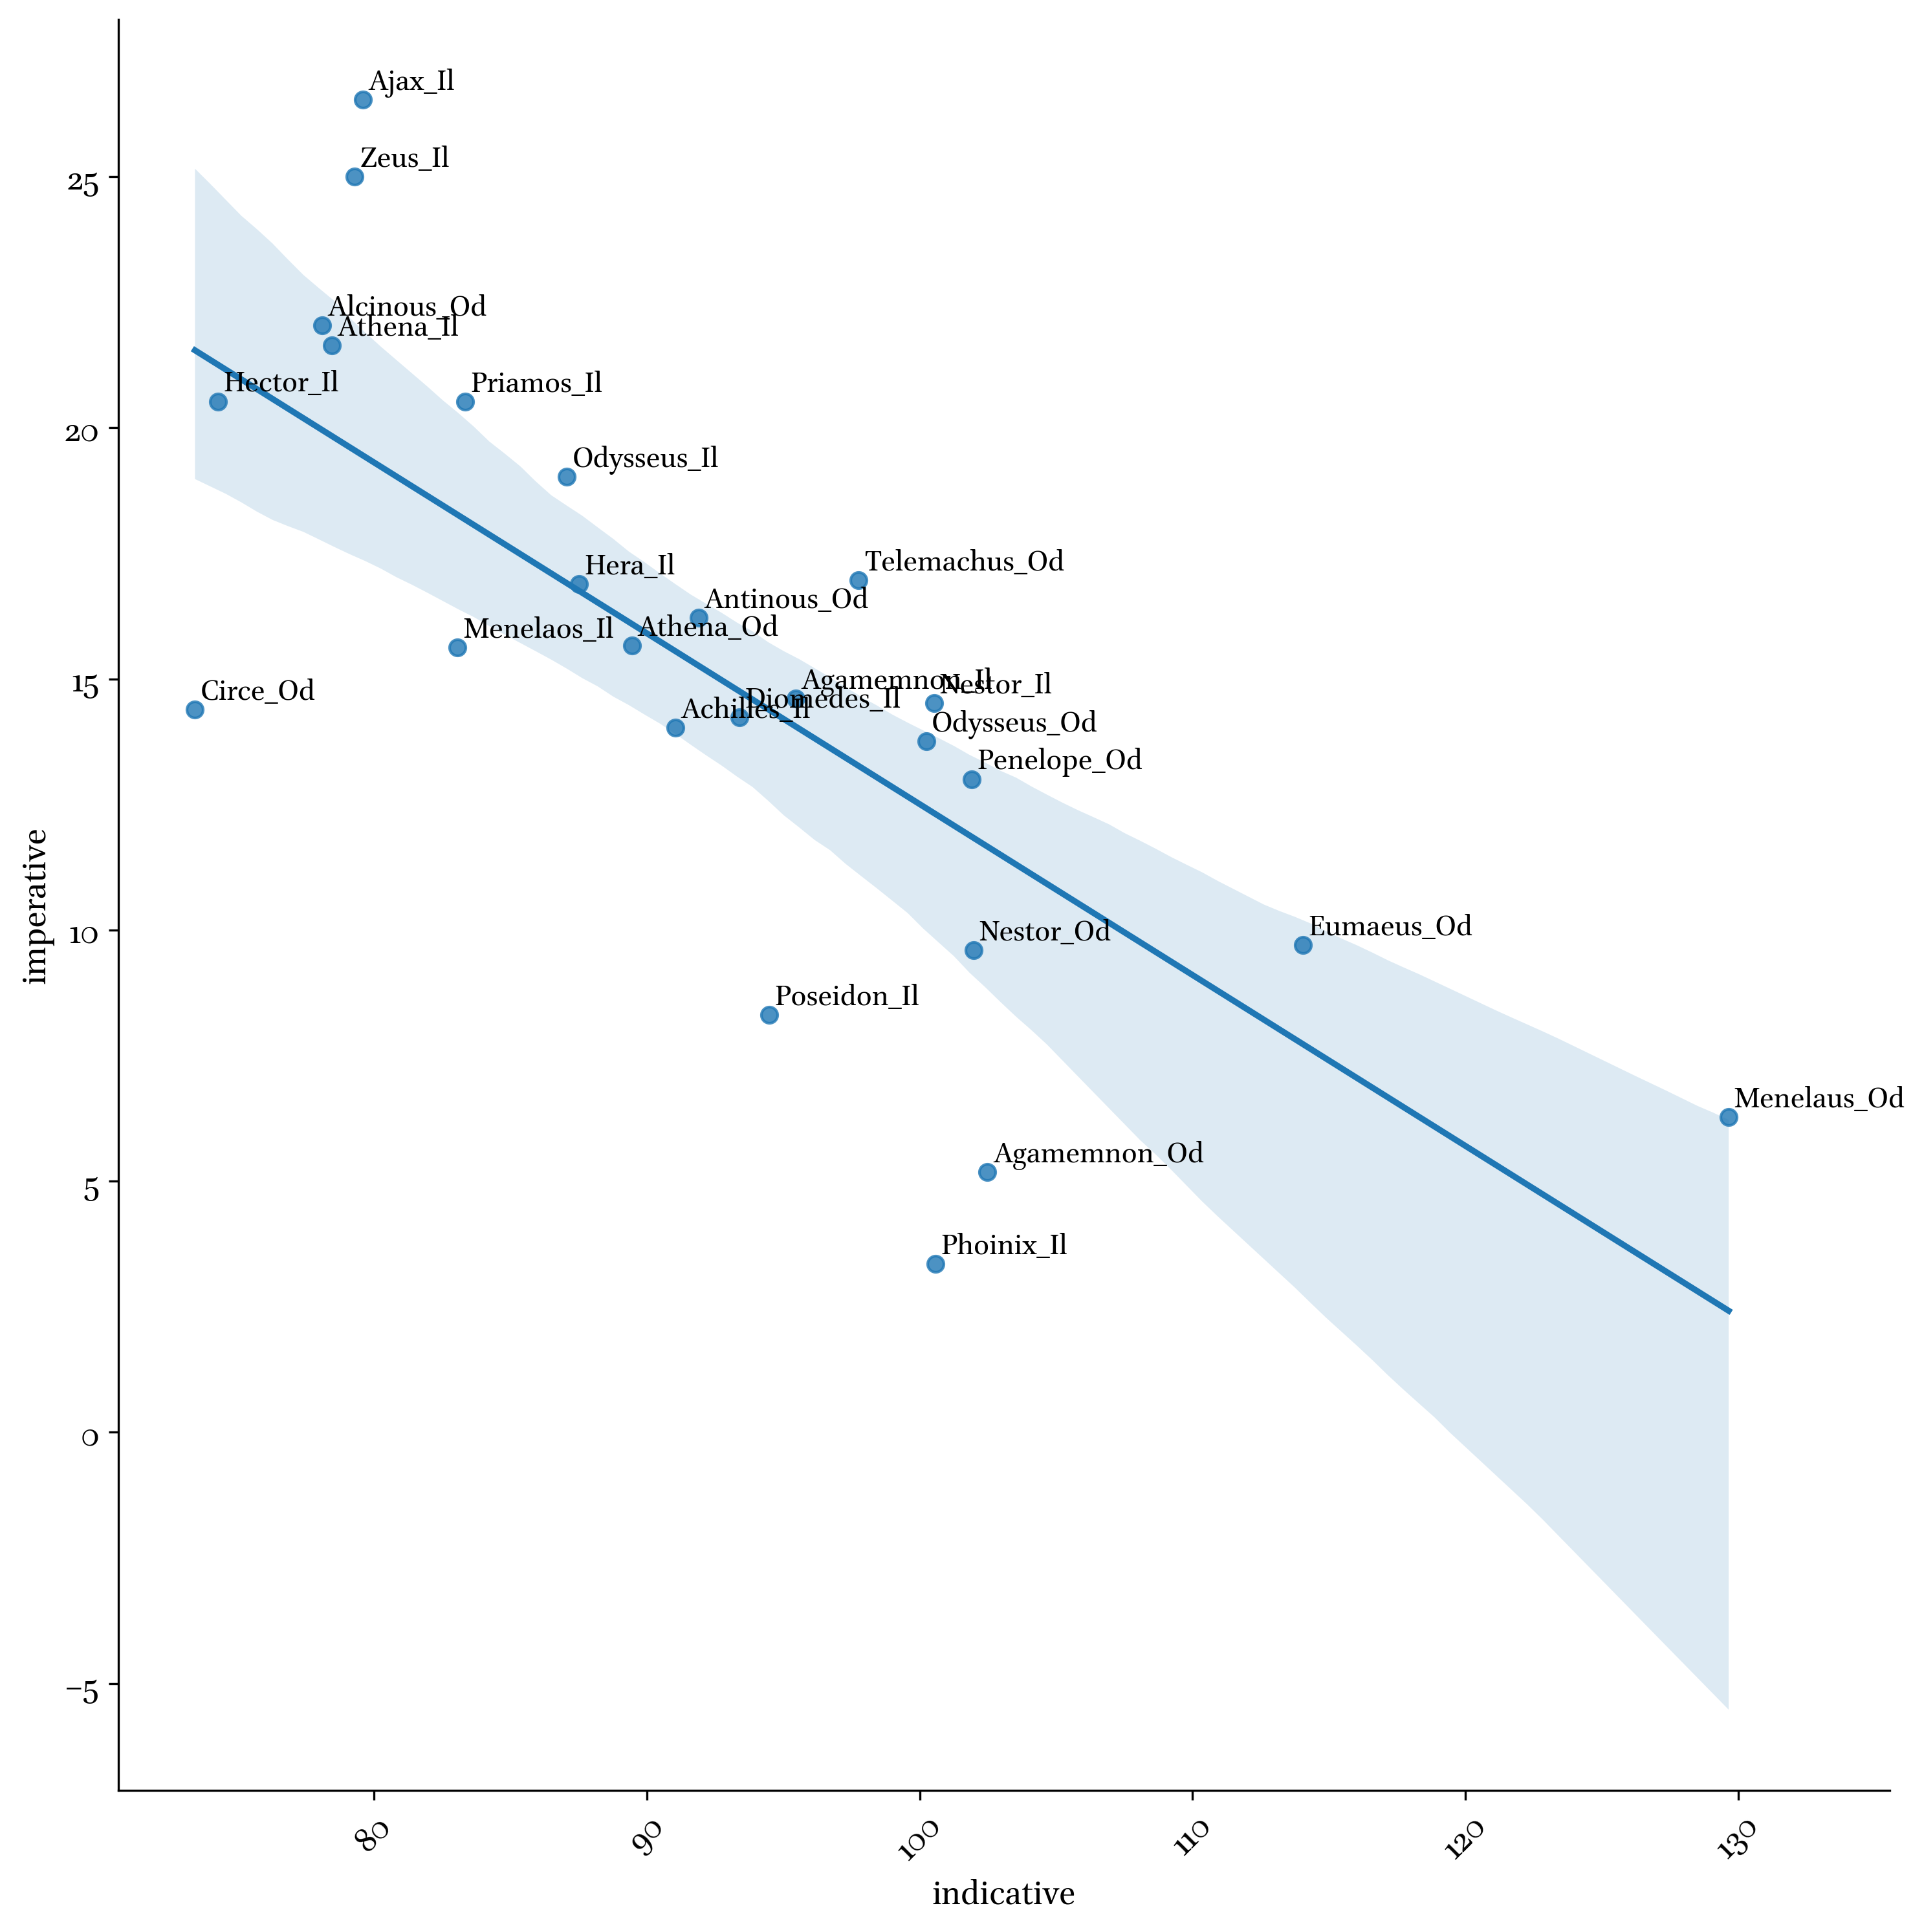 Ajax_Il
Zeus_Il
25
Alcinous_Od
Athena_Il
Hector_Il
Priamos_Il
20
Odysseus_Il
Telemachus_Od
Hera_Il
Antinous_Od
Menelaos_Il
Athena_Od
15
Circe_Od
Agamemnon_Il
Nestor_Il
Diomedes_Il
Achilles_Il
Odysseus_Od
Penelope_Od
imperative
10
Nestor_Od
Eumaeus_Od
Poseidon_Il
Menelaus_Od
5
Agamemnon_Od
Phoinix_Il
0
−5
80 90 100 110 120 130
indicative